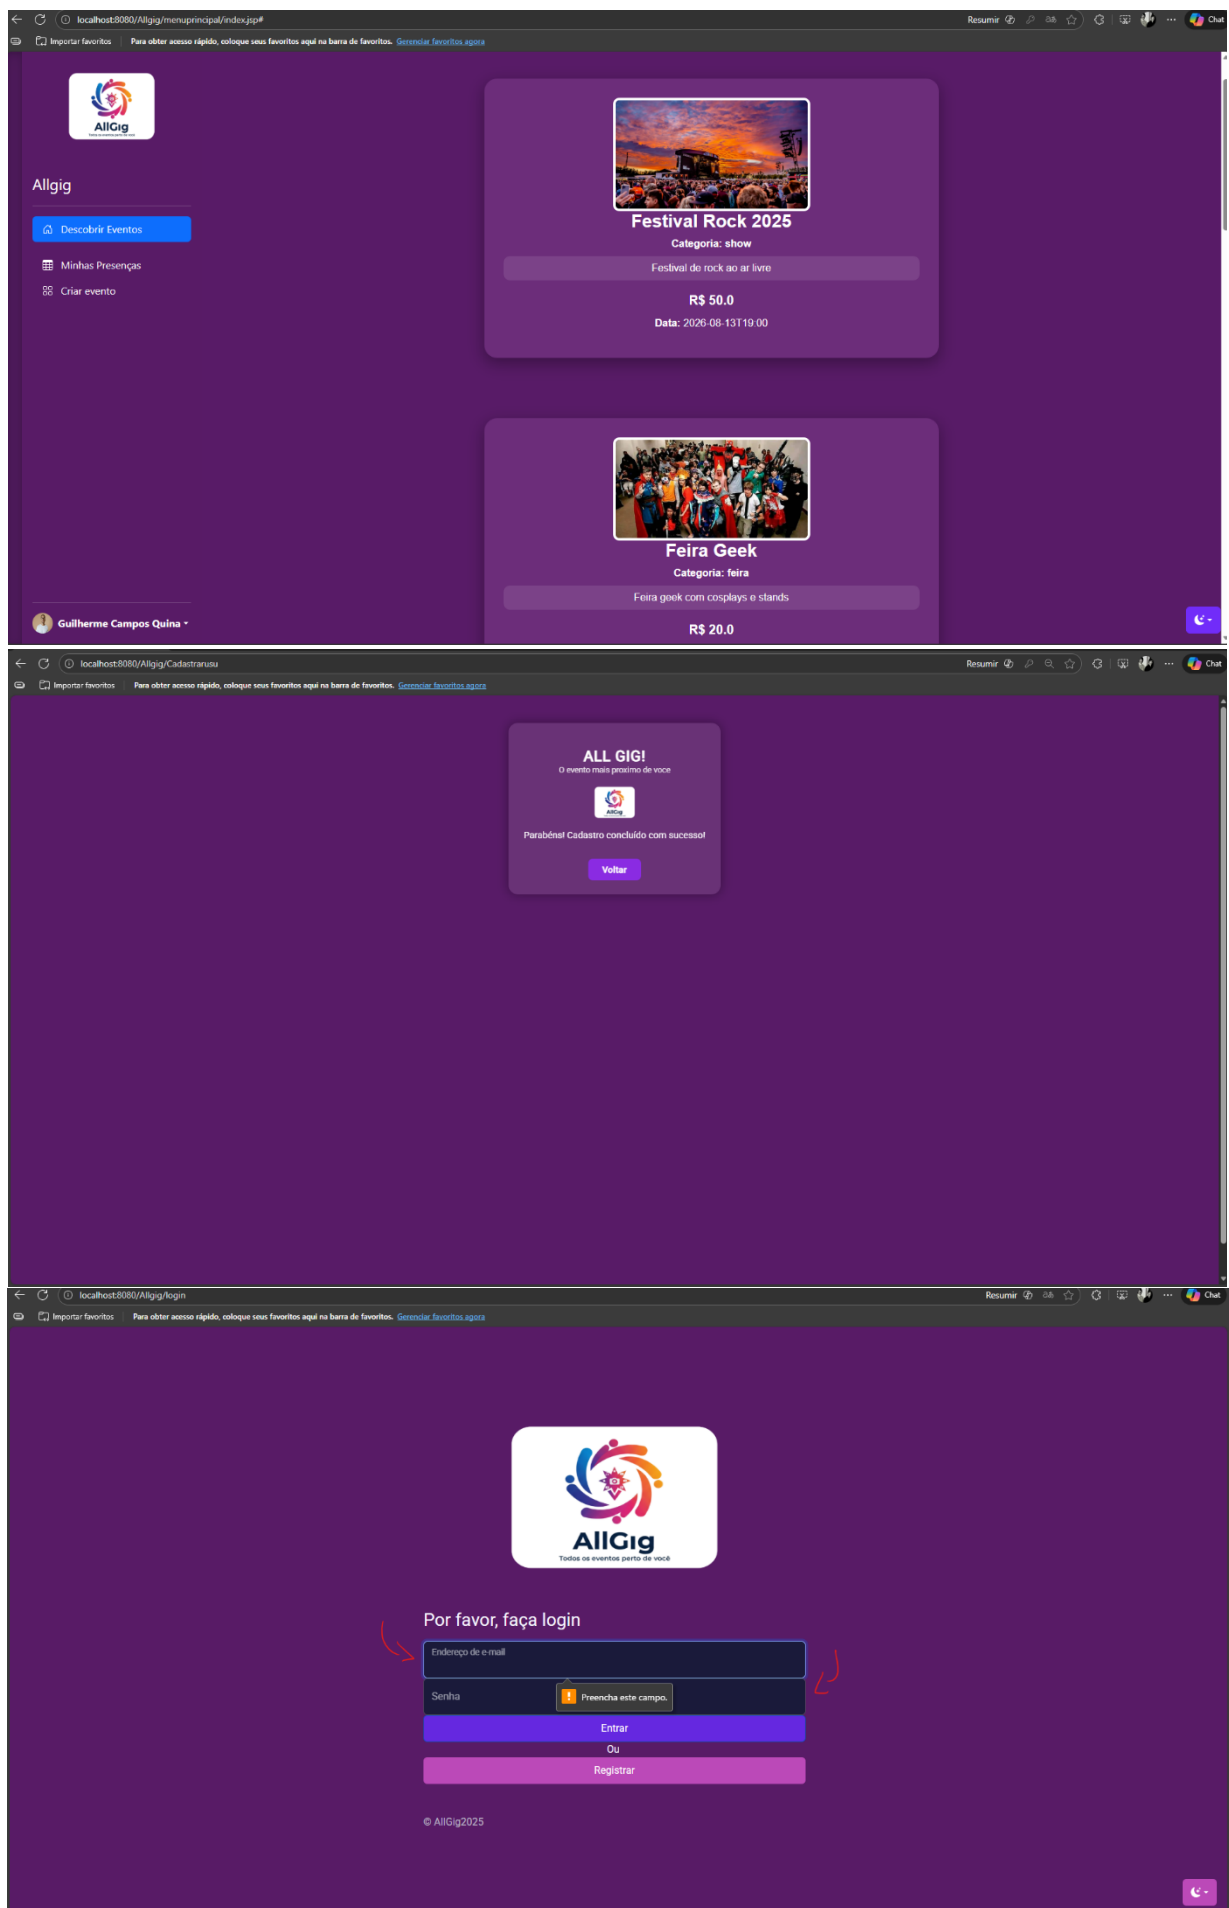 localhost:8080/Allgig/menuprincipal/index.jsp#
Resumir
Chat
Importar favoritos
Para obter acesso rápido, coloque seus favoritos aqui na barra de favoritos. Gerenciar favoritos agora
AllGig
Todos os eventos perto de você
Allgig
Descobrir Eventos
Minhas Presenças
Criar evento
Guilherme Campos Quina
Festival Rock 2025
Categoria: show
Festival de rock ao ar livre
R$ 50.0
Data: 2026-08-13T19:00
Feira Geek
Categoria: feira
Feira geek com cosplays e stands
R$ 20.0
localhost:8080/Allgig/Cadastrarusu
Resumir
Chat
Importar favoritos
Para obter acesso rápido, coloque seus favoritos aqui na barra de favoritos. Gerenciar favoritos agora
ALL GIG!
O evento mais proximo de voce
AllGig
Parabéns! Cadastro concluído com sucesso!
Voltar
localhost:8080/Allgig/login
Resumir
Chat
Importar favoritos
Para obter acesso rápido, coloque seus favoritos aqui na barra de favoritos. Gerenciar favoritos agora
AllGig
Todos os eventos perto de você
Por favor, faça login
Endereço de e-mail
Senha
! Preencha este campo.
Entrar
Ou
Registrar
© AllGig2025